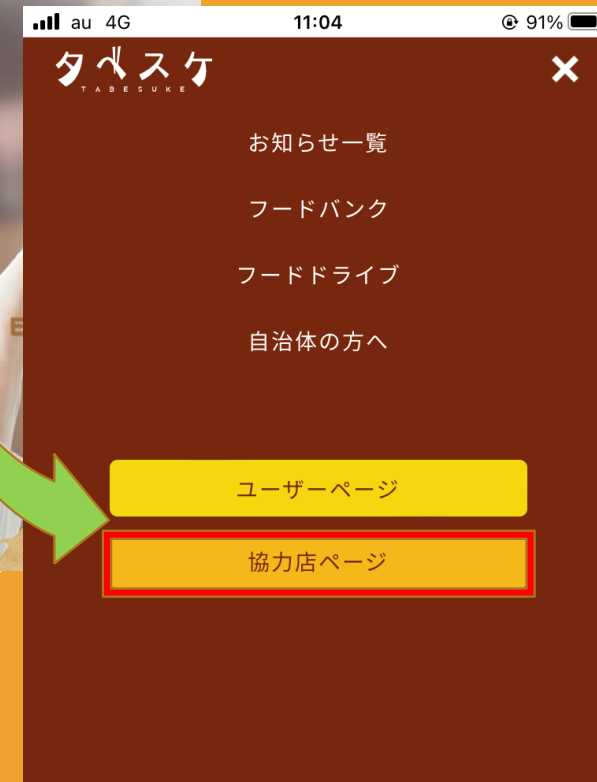 au 4G 11:04 91%
タベスケ
TABESUKE
お知らせ一覧
フードバンク
フードドライブ
自治体の方へ
ユーザーページ
協力店ページ